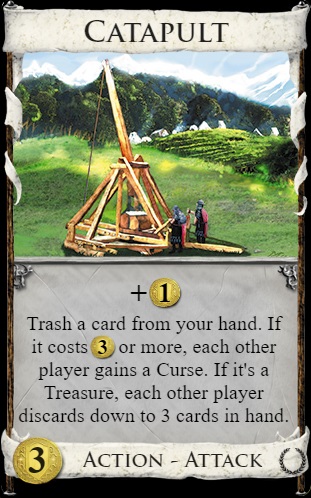 CATAPULT
+1
Trash a card from your hand. If
it costs 3 or more, each other
player gains a Curse. If it's a
Treasure, each other player
discards down to 3 cards in hand.
3 ACTION - ATTACK